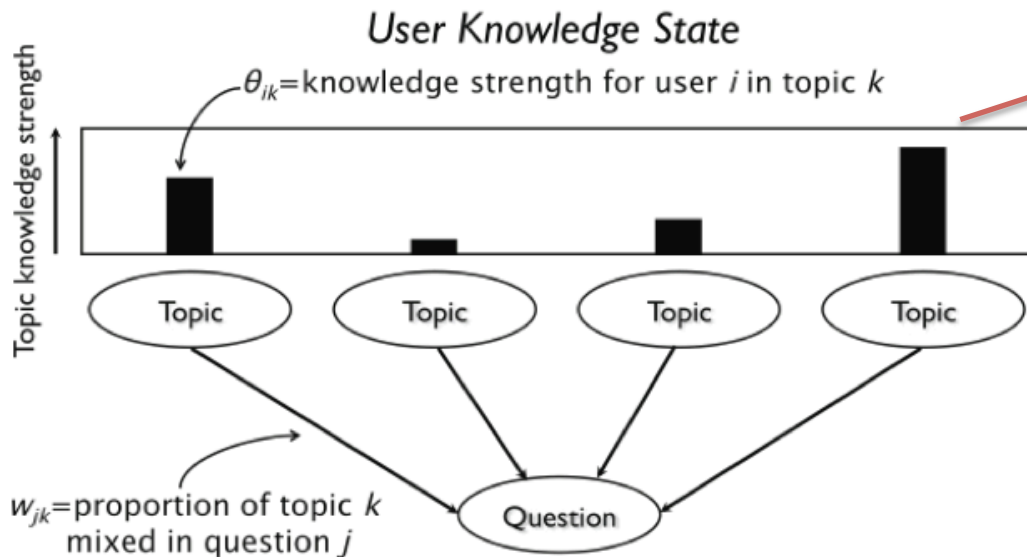 User Knowledge State
θik=knowledge strength for user i in topic k
Topic knowledge strength
Topic
Topic
Topic
Topic
wjk=proportion of topic k
mixed in question j
Question